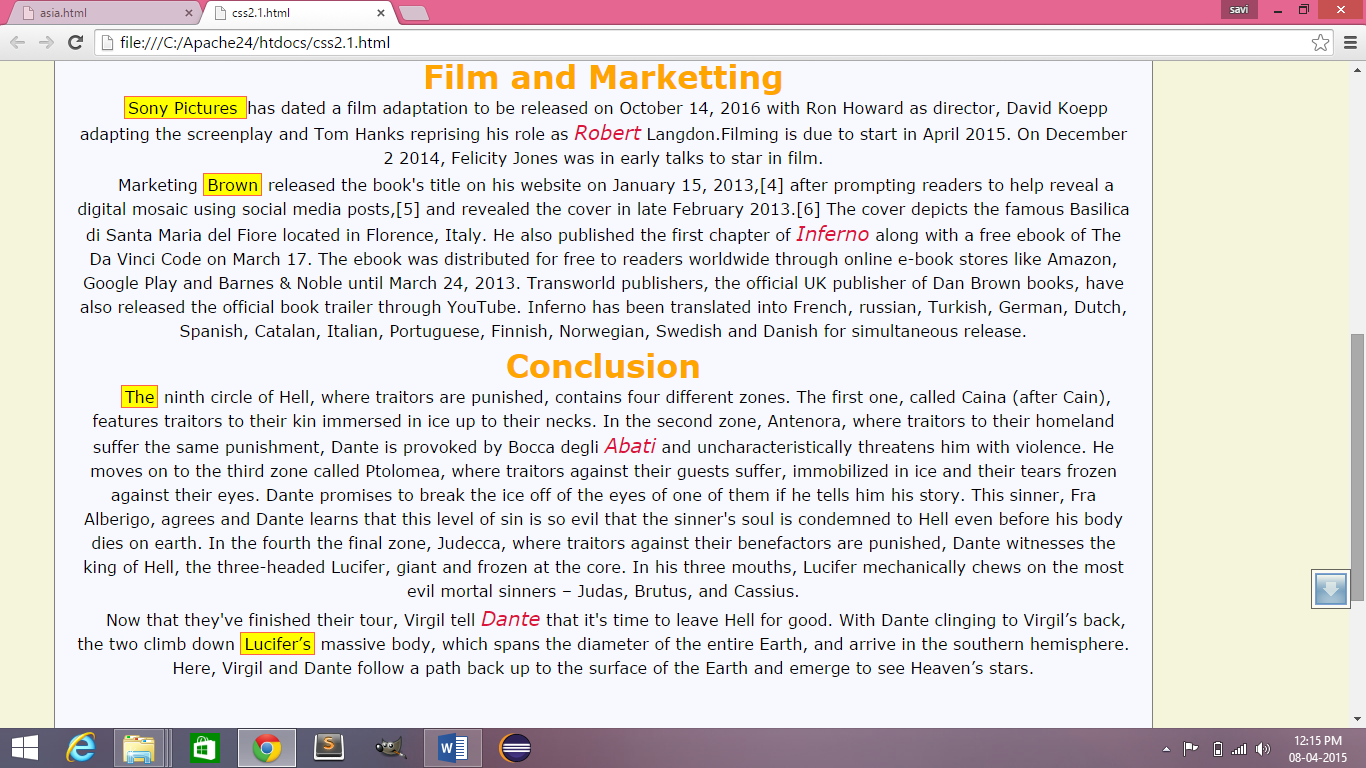 asia.html
css2.1.html
savi
file:///C:/Apache24/htdocs/css2.1.html
Film and Marketting
Sony Pictures has dated a film adaptation to be released on October 14, 2016 with Ron Howard as director, David Koepp
adapting the screenplay and Tom Hanks reprising his role as Robert Langdon.Filming is due to start in April 2015. On December
2 2014, Felicity Jones was in early talks to star in film.
Marketing Brown released the book's title on his website on January 15, 2013,[4] after prompting readers to help reveal a
digital mosaic using social media posts,[5] and revealed the cover in late February 2013.[6] The cover depicts the famous Basilica
di Santa Maria del Fiore located in Florence, Italy. He also published the first chapter of Inferno along with a free ebook of The
Da Vinci Code on March 17. The ebook was distributed for free to readers worldwide through online e-book stores like Amazon,
Google Play and Barnes & Noble until March 24, 2013. Transworld publishers, the official UK publisher of Dan Brown books, have
also released the official book trailer through YouTube. Inferno has been translated into French, russian, Turkish, German, Dutch,
Spanish, Catalan, Italian, Portuguese, Finnish, Norwegian, Swedish and Danish for simultaneous release.
Conclusion
The ninth circle of Hell, where traitors are punished, contains four different zones. The first one, called Caina (after Cain),
features traitors to their kin immersed in ice up to their necks. In the second zone, Antenora, where traitors to their homeland
suffer the same punishment, Dante is provoked by Bocca degli Abati and uncharacteristically threatens him with violence. He
moves on to the third zone called Ptolomea, where traitors against their guests suffer, immobilized in ice and their tears frozen
against their eyes. Dante promises to break the ice off of the eyes of one of them if he tells him his story. This sinner, Fra
Alberigo, agrees and Dante learns that this level of sin is so evil that the sinner's soul is condemned to Hell even before his body
dies on earth. In the fourth the final zone, Judecca, where traitors against their benefactors are punished, Dante witnesses the
king of Hell, the three-headed Lucifer, giant and frozen at the core. In his three mouths, Lucifer mechanically chews on the most
evil mortal sinners – Judas, Brutus, and Cassius.
Now that they've finished their tour, Virgil tell Dante that it's time to leave Hell for good. With Dante clinging to Virgil’s back,
the two climb down Lucifer’s massive body, which spans the diameter of the entire Earth, and arrive in the southern hemisphere.
Here, Virgil and Dante follow a path back up to the surface of the Earth and emerge to see Heaven’s stars.
12:15 PM
08-04-2015